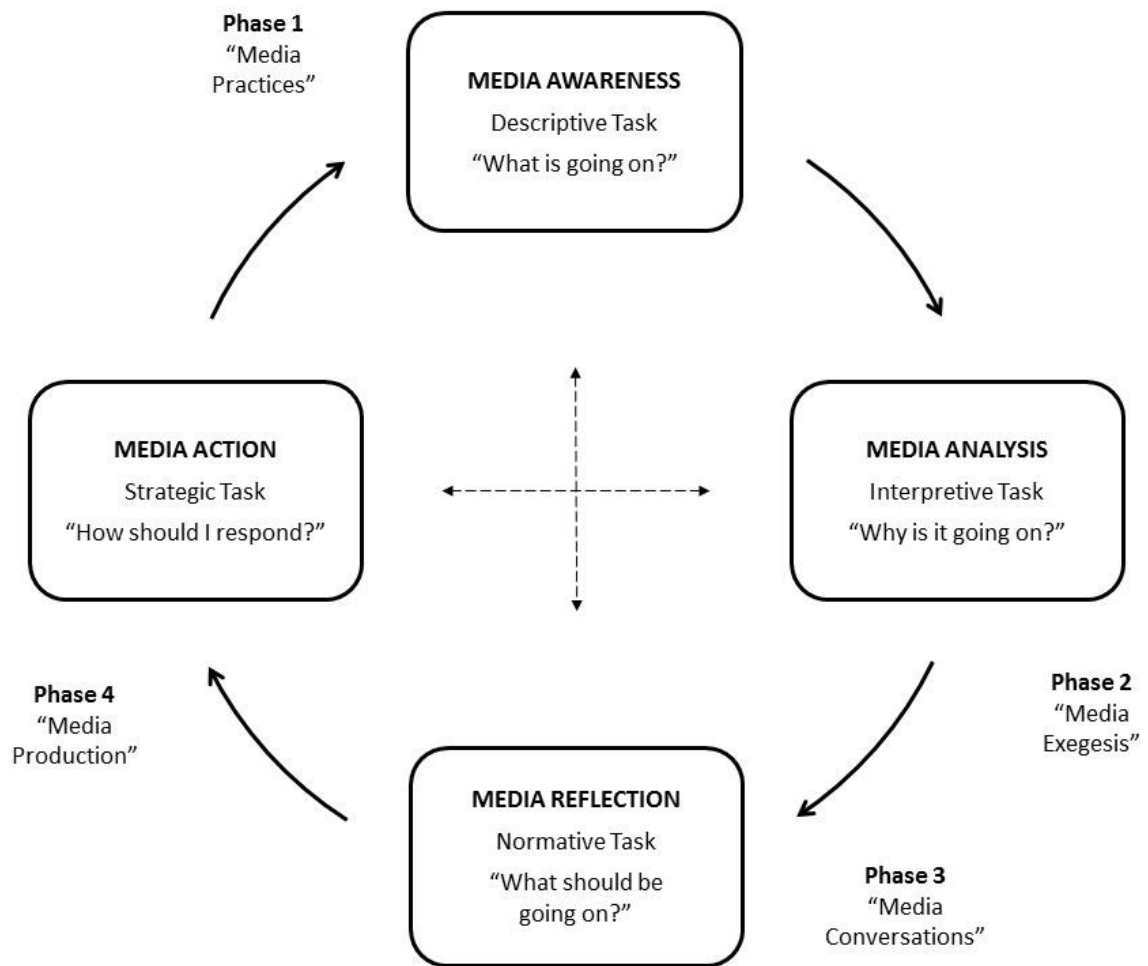 Phase 1
“Media
Practices”
MEDIA AWARENESS
Descriptive Task
“What is going on?”
MEDIA ACTION
Strategic Task
“How should I respond?”
MEDIA ANALYSIS
Interpretive Task
“Why is it going on?”
Phase 4
“Media
Production”
Phase 2
“Media
Exegesis”
MEDIA REFLECTION
Normative Task
“What should be
going on?”
Phase 3
“Media
Conversations”